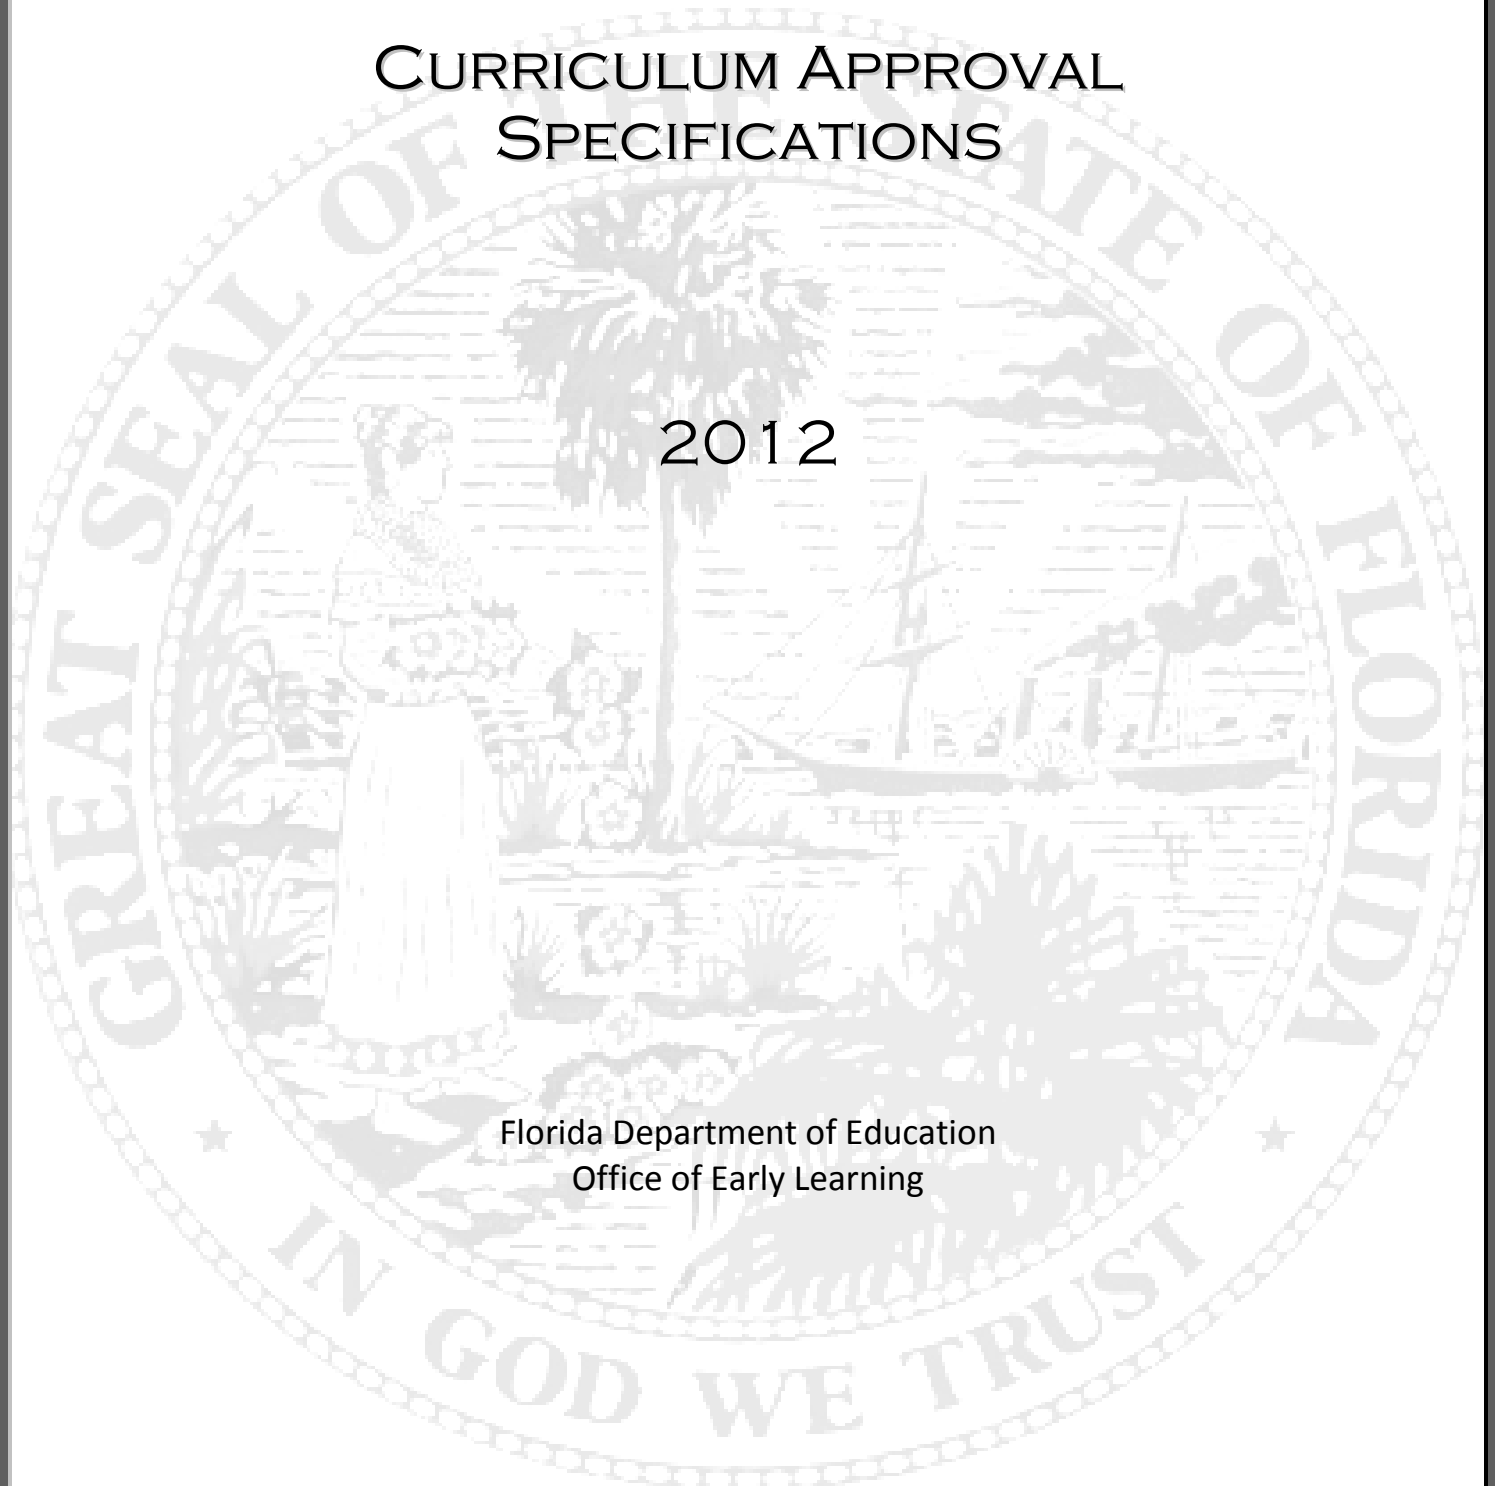 CURRICULUM APPROVAL
SPECIFICATIONS
GREAT SEAL OF THE STATE OF FLORIDA
2012
Florida Department of Education
Office of Early Learning
IN GOD WE TRUST